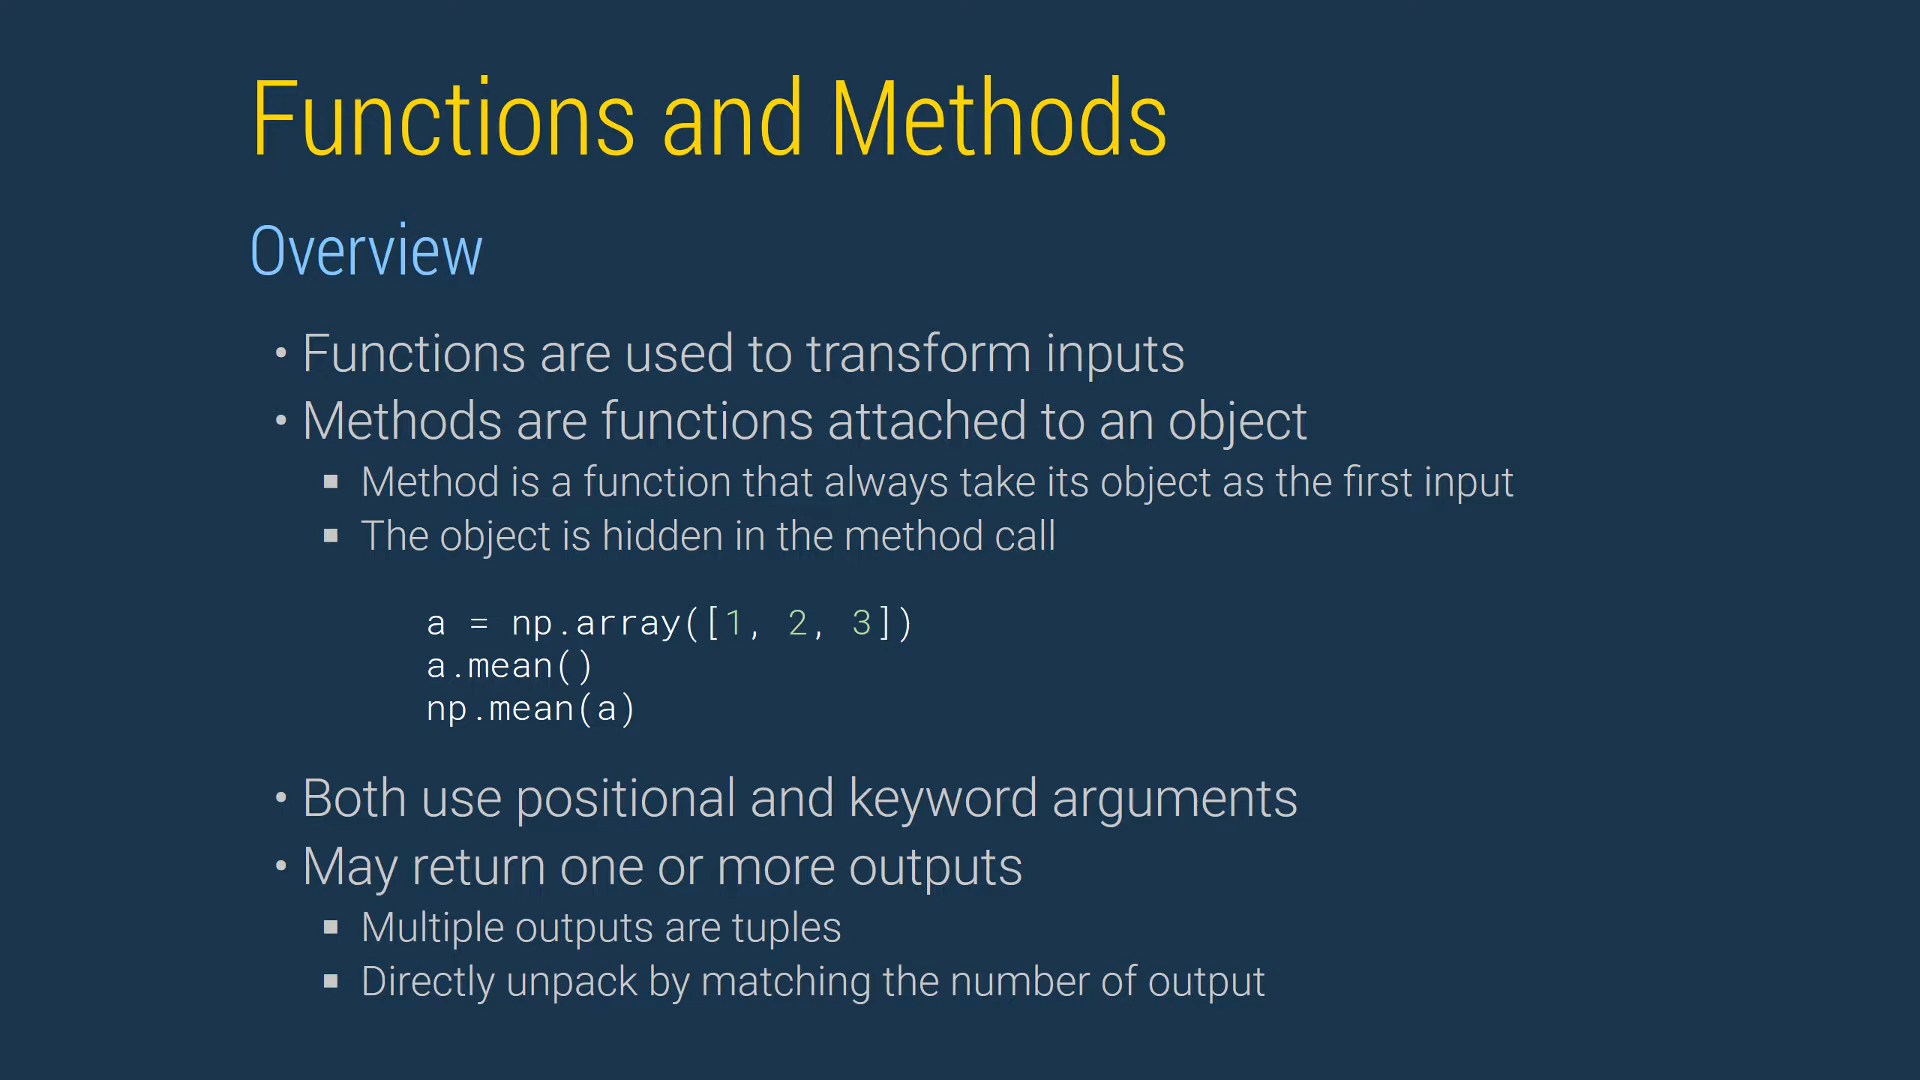 Functions and Methods
Overview
• Functions are used to transform inputs
• Methods are functions attached to an object
▪ Method is a function that always take its object as the first input
▪ The object is hidden in the method call
a = np.array([1, 2, 3])
a.mean()
np.mean(a)
• Both use positional and keyword arguments
• May return one or more outputs
▪ Multiple outputs are tuples
▪ Directly unpack by matching the number of output